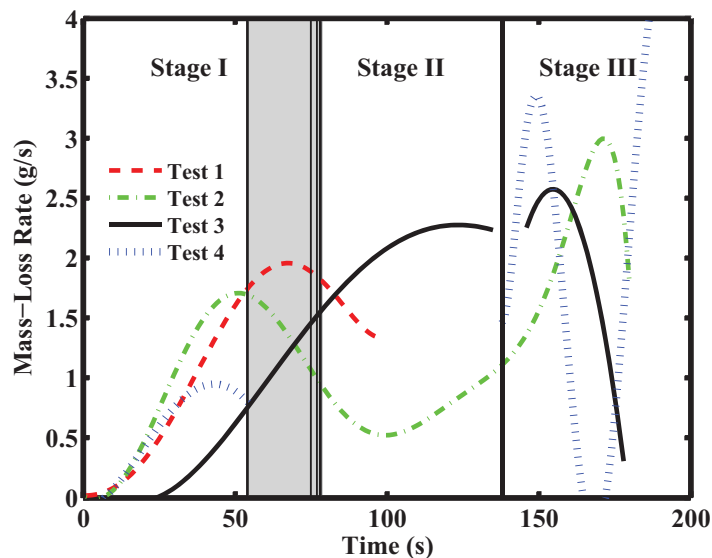 Stage I
Stage II
Stage III
Test 1
Test 2
Test 3
Test 4
Mass−Loss Rate (g/s)
4
3.5
3
2.5
2
1.5
1
0.5
0
0
50
100
150
200
Time (s)